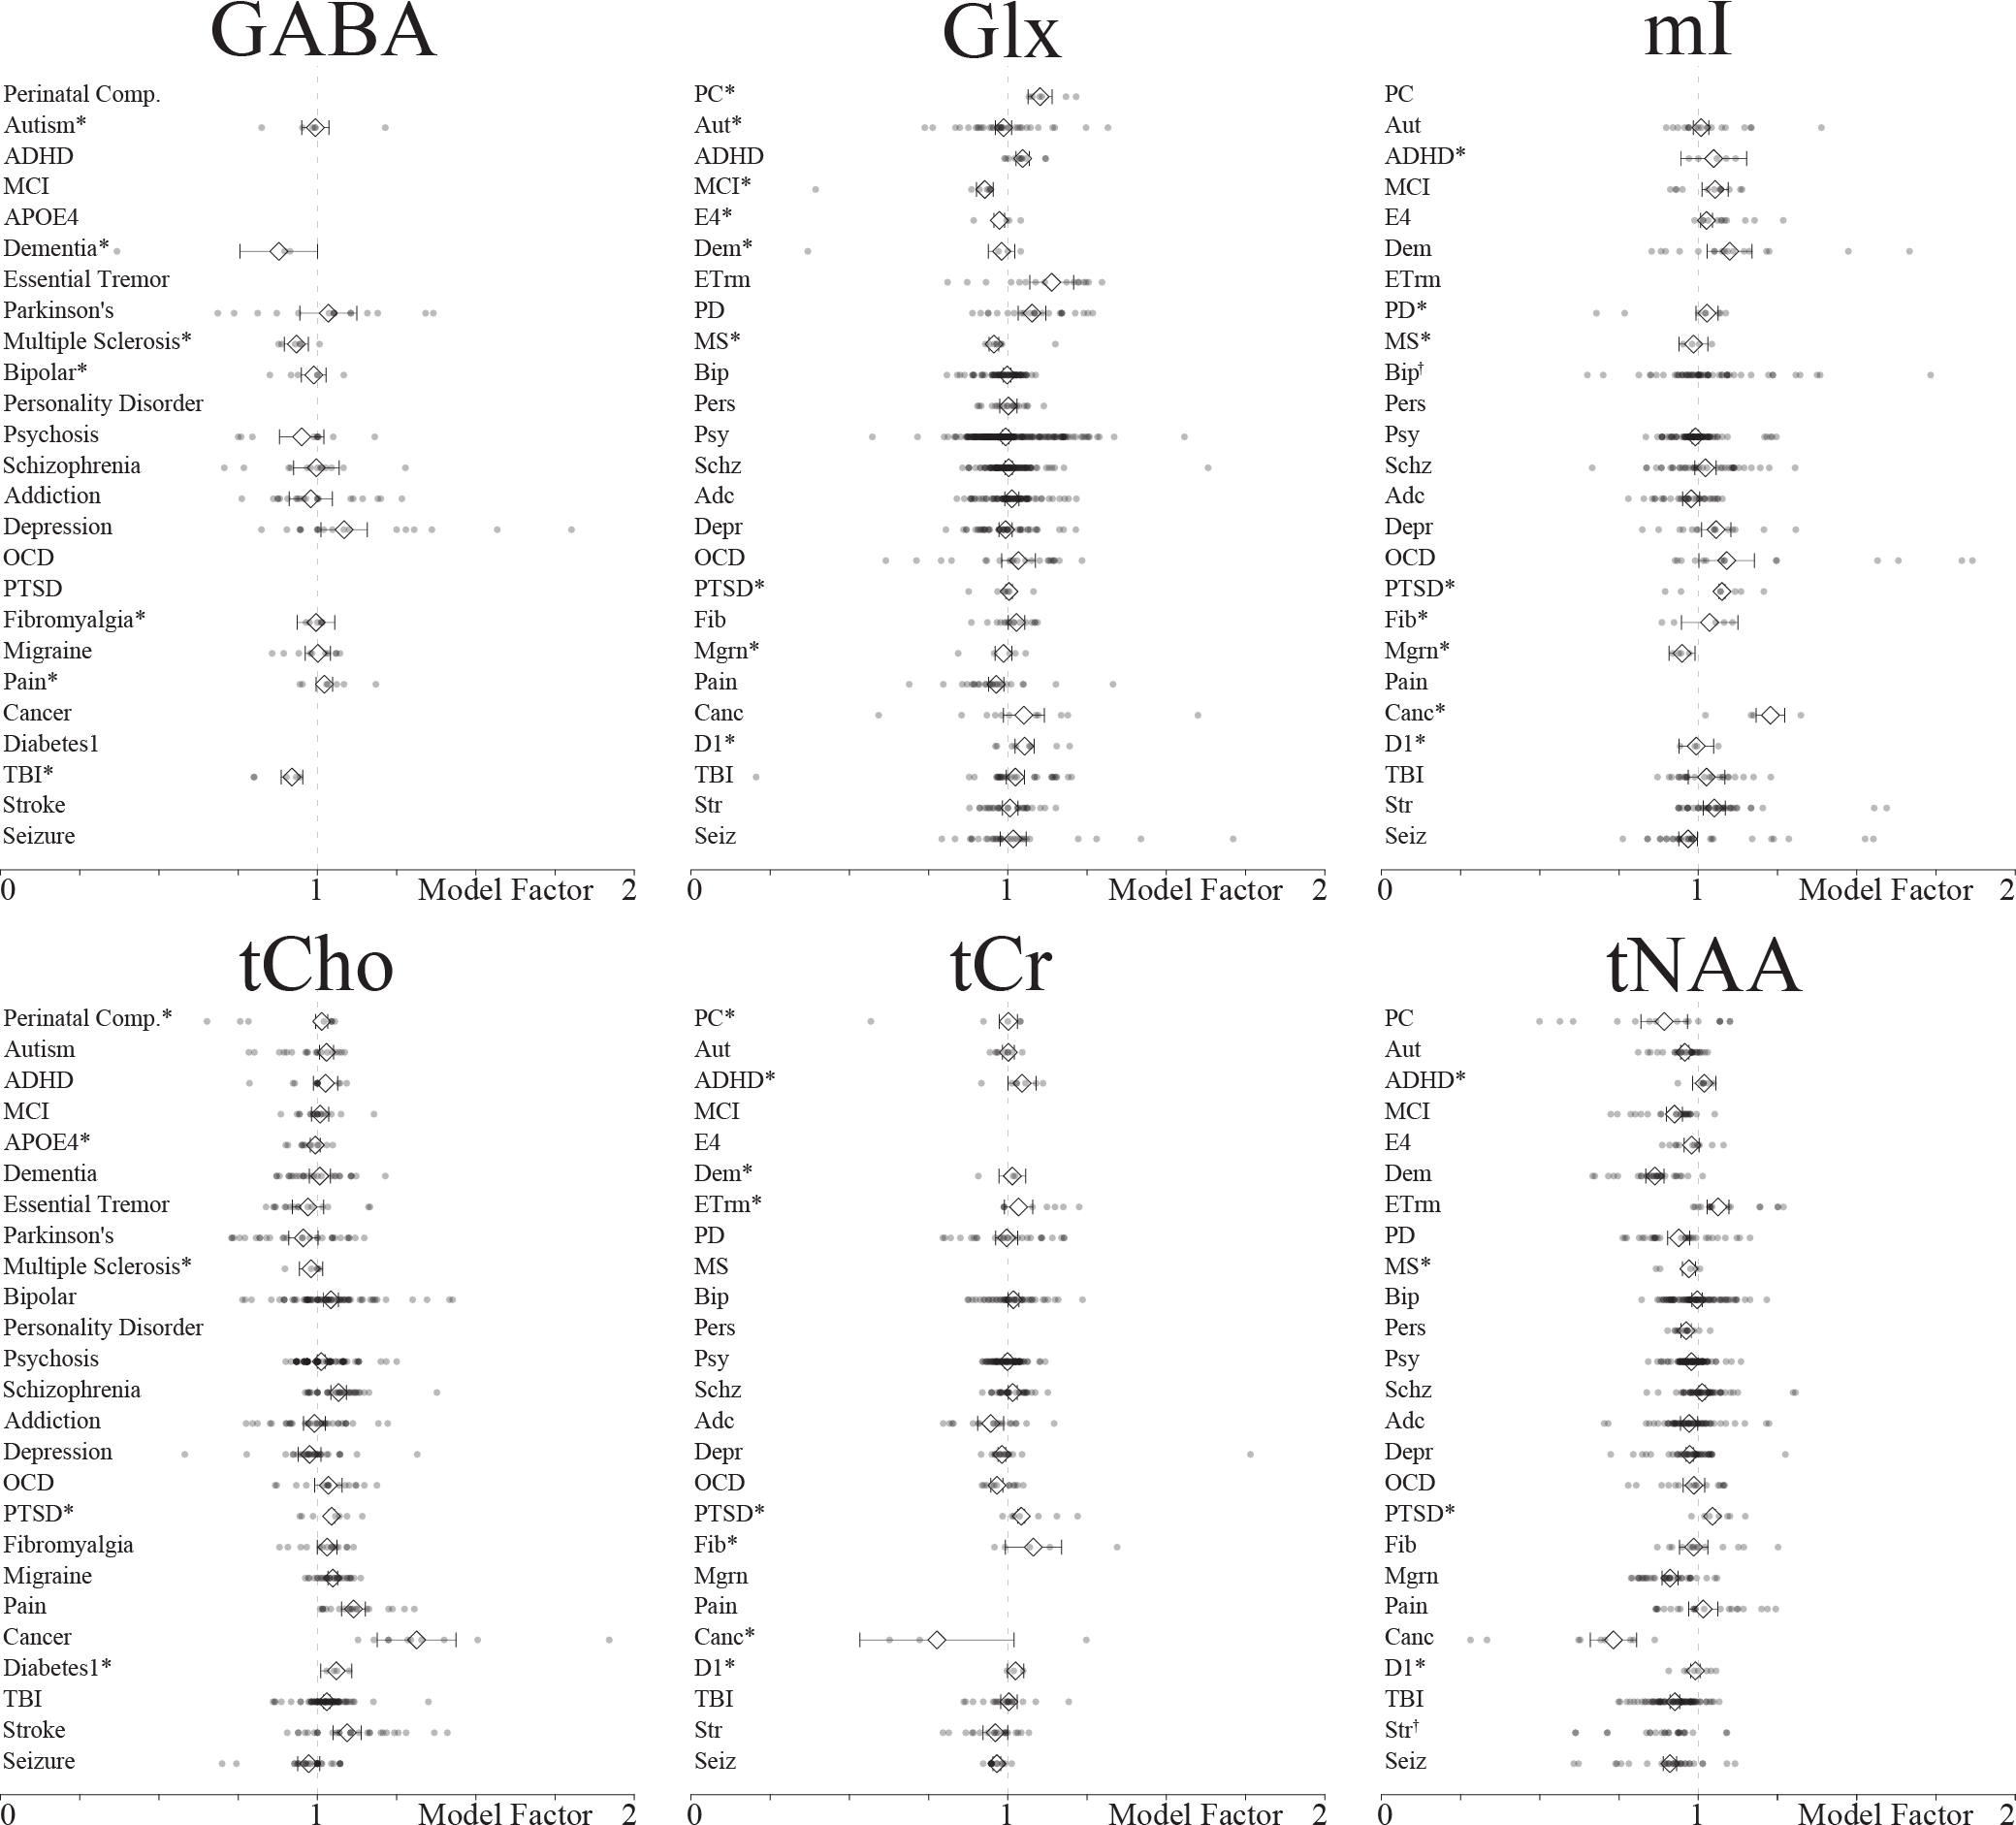 GABA Glx mI
Perinatal Comp. PC* PC
Autism* Aut* Aut
ADHD ADHD ADHD*
MCI MCI* MCI
APOE4 E4* E4
Dementia* Dem* Dem
Essential Tremor ETrm ETrm
Parkinson's PD PD*
Multiple Sclerosis* MS* MS*
Bipolar* Bip Bip†
Personality Disorder Pers Pers
Psychosis Psy Psy
Schizophrenia Schz Schz
Addiction Adc Adc
Depression Depr Depr
OCD OCD OCD
PTSD PTSD* PTSD*
Fibromyalgia* Fib Fib*
Migraine Mgrn* Mgrn*
Pain* Pain Pain
Cancer Canc Canc*
Diabetes1 D1* D1*
TBI* TBI TBI
Stroke Str Str
Seizure Seiz Seiz
0 1 Model Factor 2 0 1 Model Factor 2 0 1 Model Factor 2
tCho tCr tNAA
Perinatal Comp.* PC* PC
Autism Aut Aut
ADHD ADHD* ADHD*
MCI MCI MCI
APOE4* E4 E4
Dementia Dem* Dem
Essential Tremor ETrm* ETrm
Parkinson's PD PD
Multiple Sclerosis* MS MS*
Bipolar Bip Bip
Personality Disorder Pers Pers
Psychosis Psy Psy
Schizophrenia Schz Schz
Addiction Adc Adc
Depression Depr Depr
OCD OCD OCD
PTSD* PTSD* PTSD*
Fibromyalgia Fib* Fib
Migraine Mgrn Mgrn
Pain Pain Pain
Cancer Canc* Canc
Diabetes1* D1* D1*
TBI TBI TBI
Stroke Str Str†
Seizure Seiz Seiz
0 1 Model Factor 2 0 1 Model Factor 2 0 1 Model Factor 2